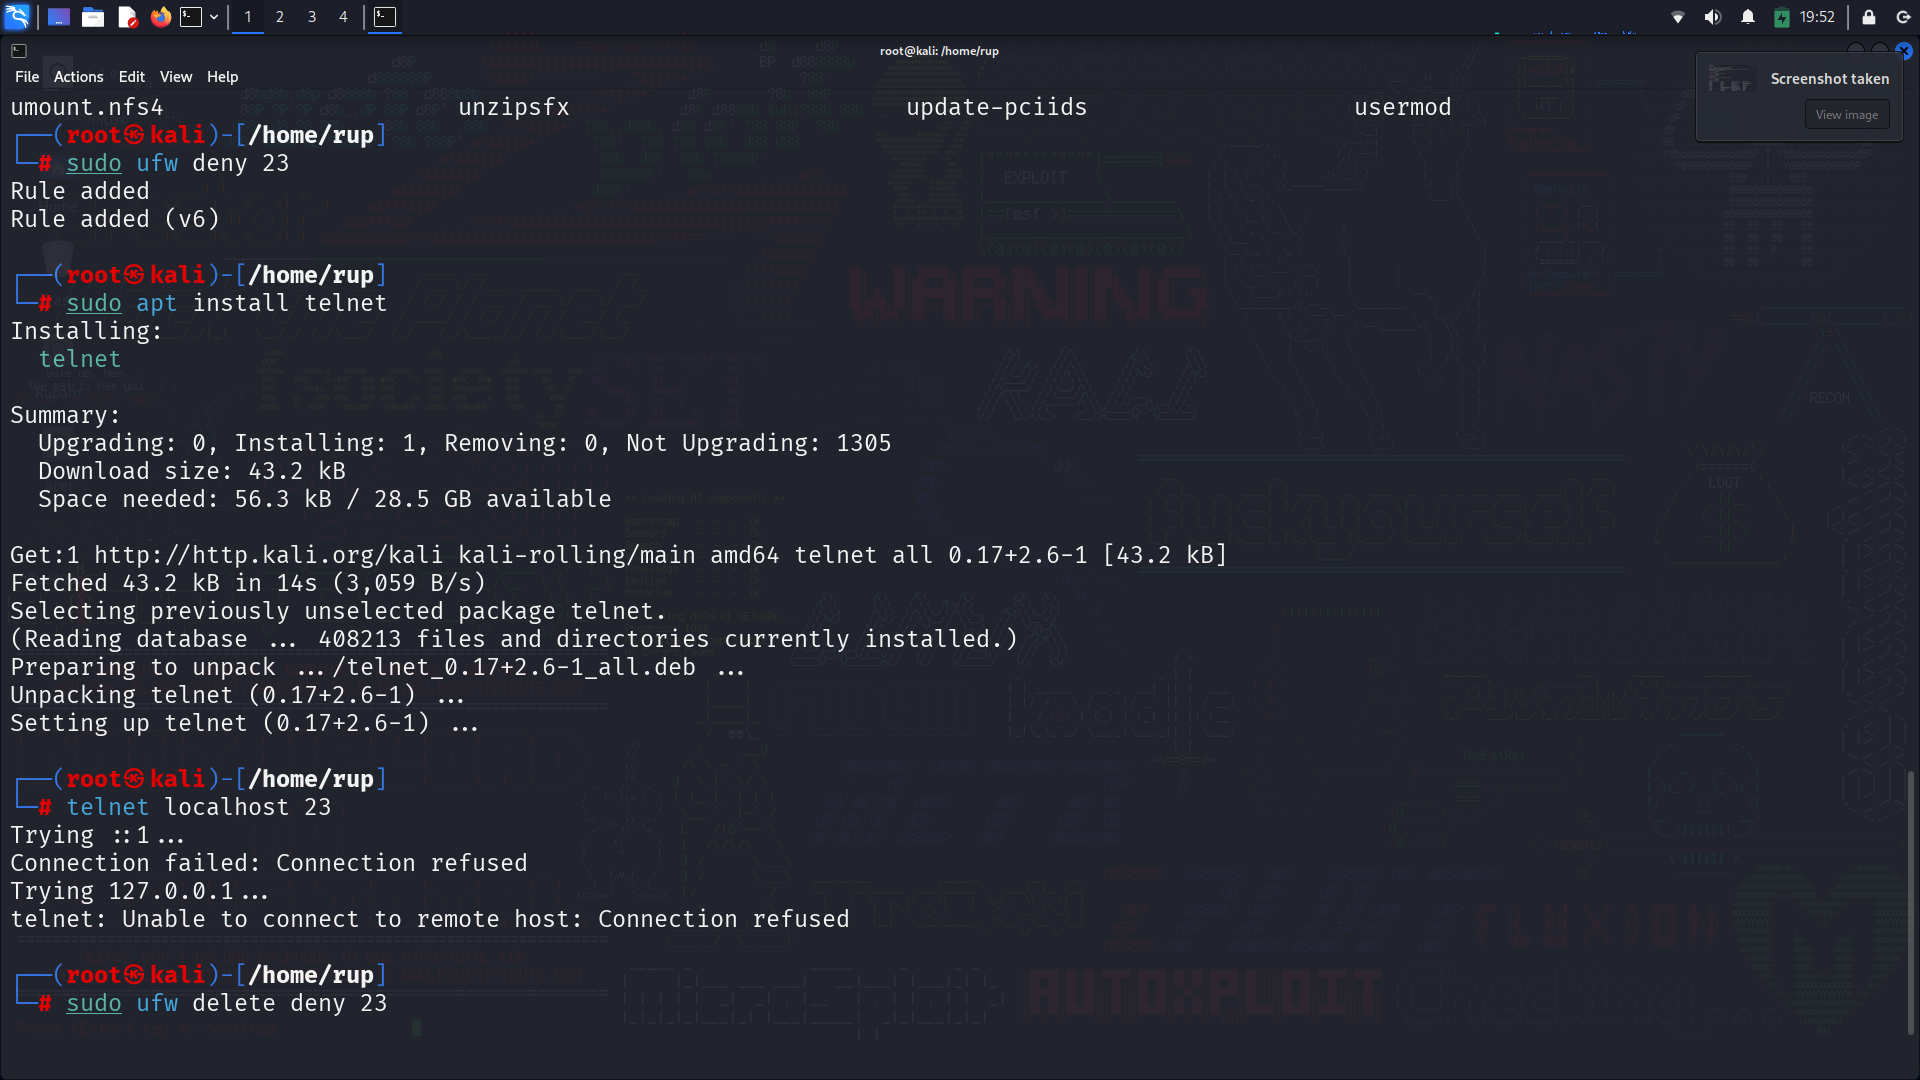 1 2 3 4
19:52
root@kali: /home/rup
File Actions Edit View Help
Screenshot taken
View image
umount.nfs4 unzipsfx update-pciids usermod
┌──(root㉿kali)-[/home/rup]
└─# sudo ufw deny 23
Rule added
Rule added (v6)
┌──(root㉿kali)-[/home/rup]
└─# sudo apt install telnet
Installing:
telnet
Summary:
Upgrading: 0, Installing: 1, Removing: 0, Not Upgrading: 1305
Download size: 43.2 kB
Space needed: 56.3 kB / 28.5 GB available
Get:1 http://http.kali.org/kali kali-rolling/main amd64 telnet all 0.17+2.6-1 [43.2 kB]
Fetched 43.2 kB in 14s (3,059 B/s)
Selecting previously unselected package telnet.
(Reading database ... 408213 files and directories currently installed.)
Preparing to unpack .../telnet_0.17+2.6-1_all.deb ...
Unpacking telnet (0.17+2.6-1) ...
Setting up telnet (0.17+2.6-1) ...
┌──(root㉿kali)-[/home/rup]
└─# telnet localhost 23
Trying ::1...
Connection failed: Connection refused
Trying 127.0.0.1...
telnet: Unable to connect to remote host: Connection refused
┌──(root㉿kali)-[/home/rup]
└─# sudo ufw delete deny 23
EXPLOIT
WARNING
RECON
LOOT
AUTOXPLOIT
FLUXION
TheFatRat